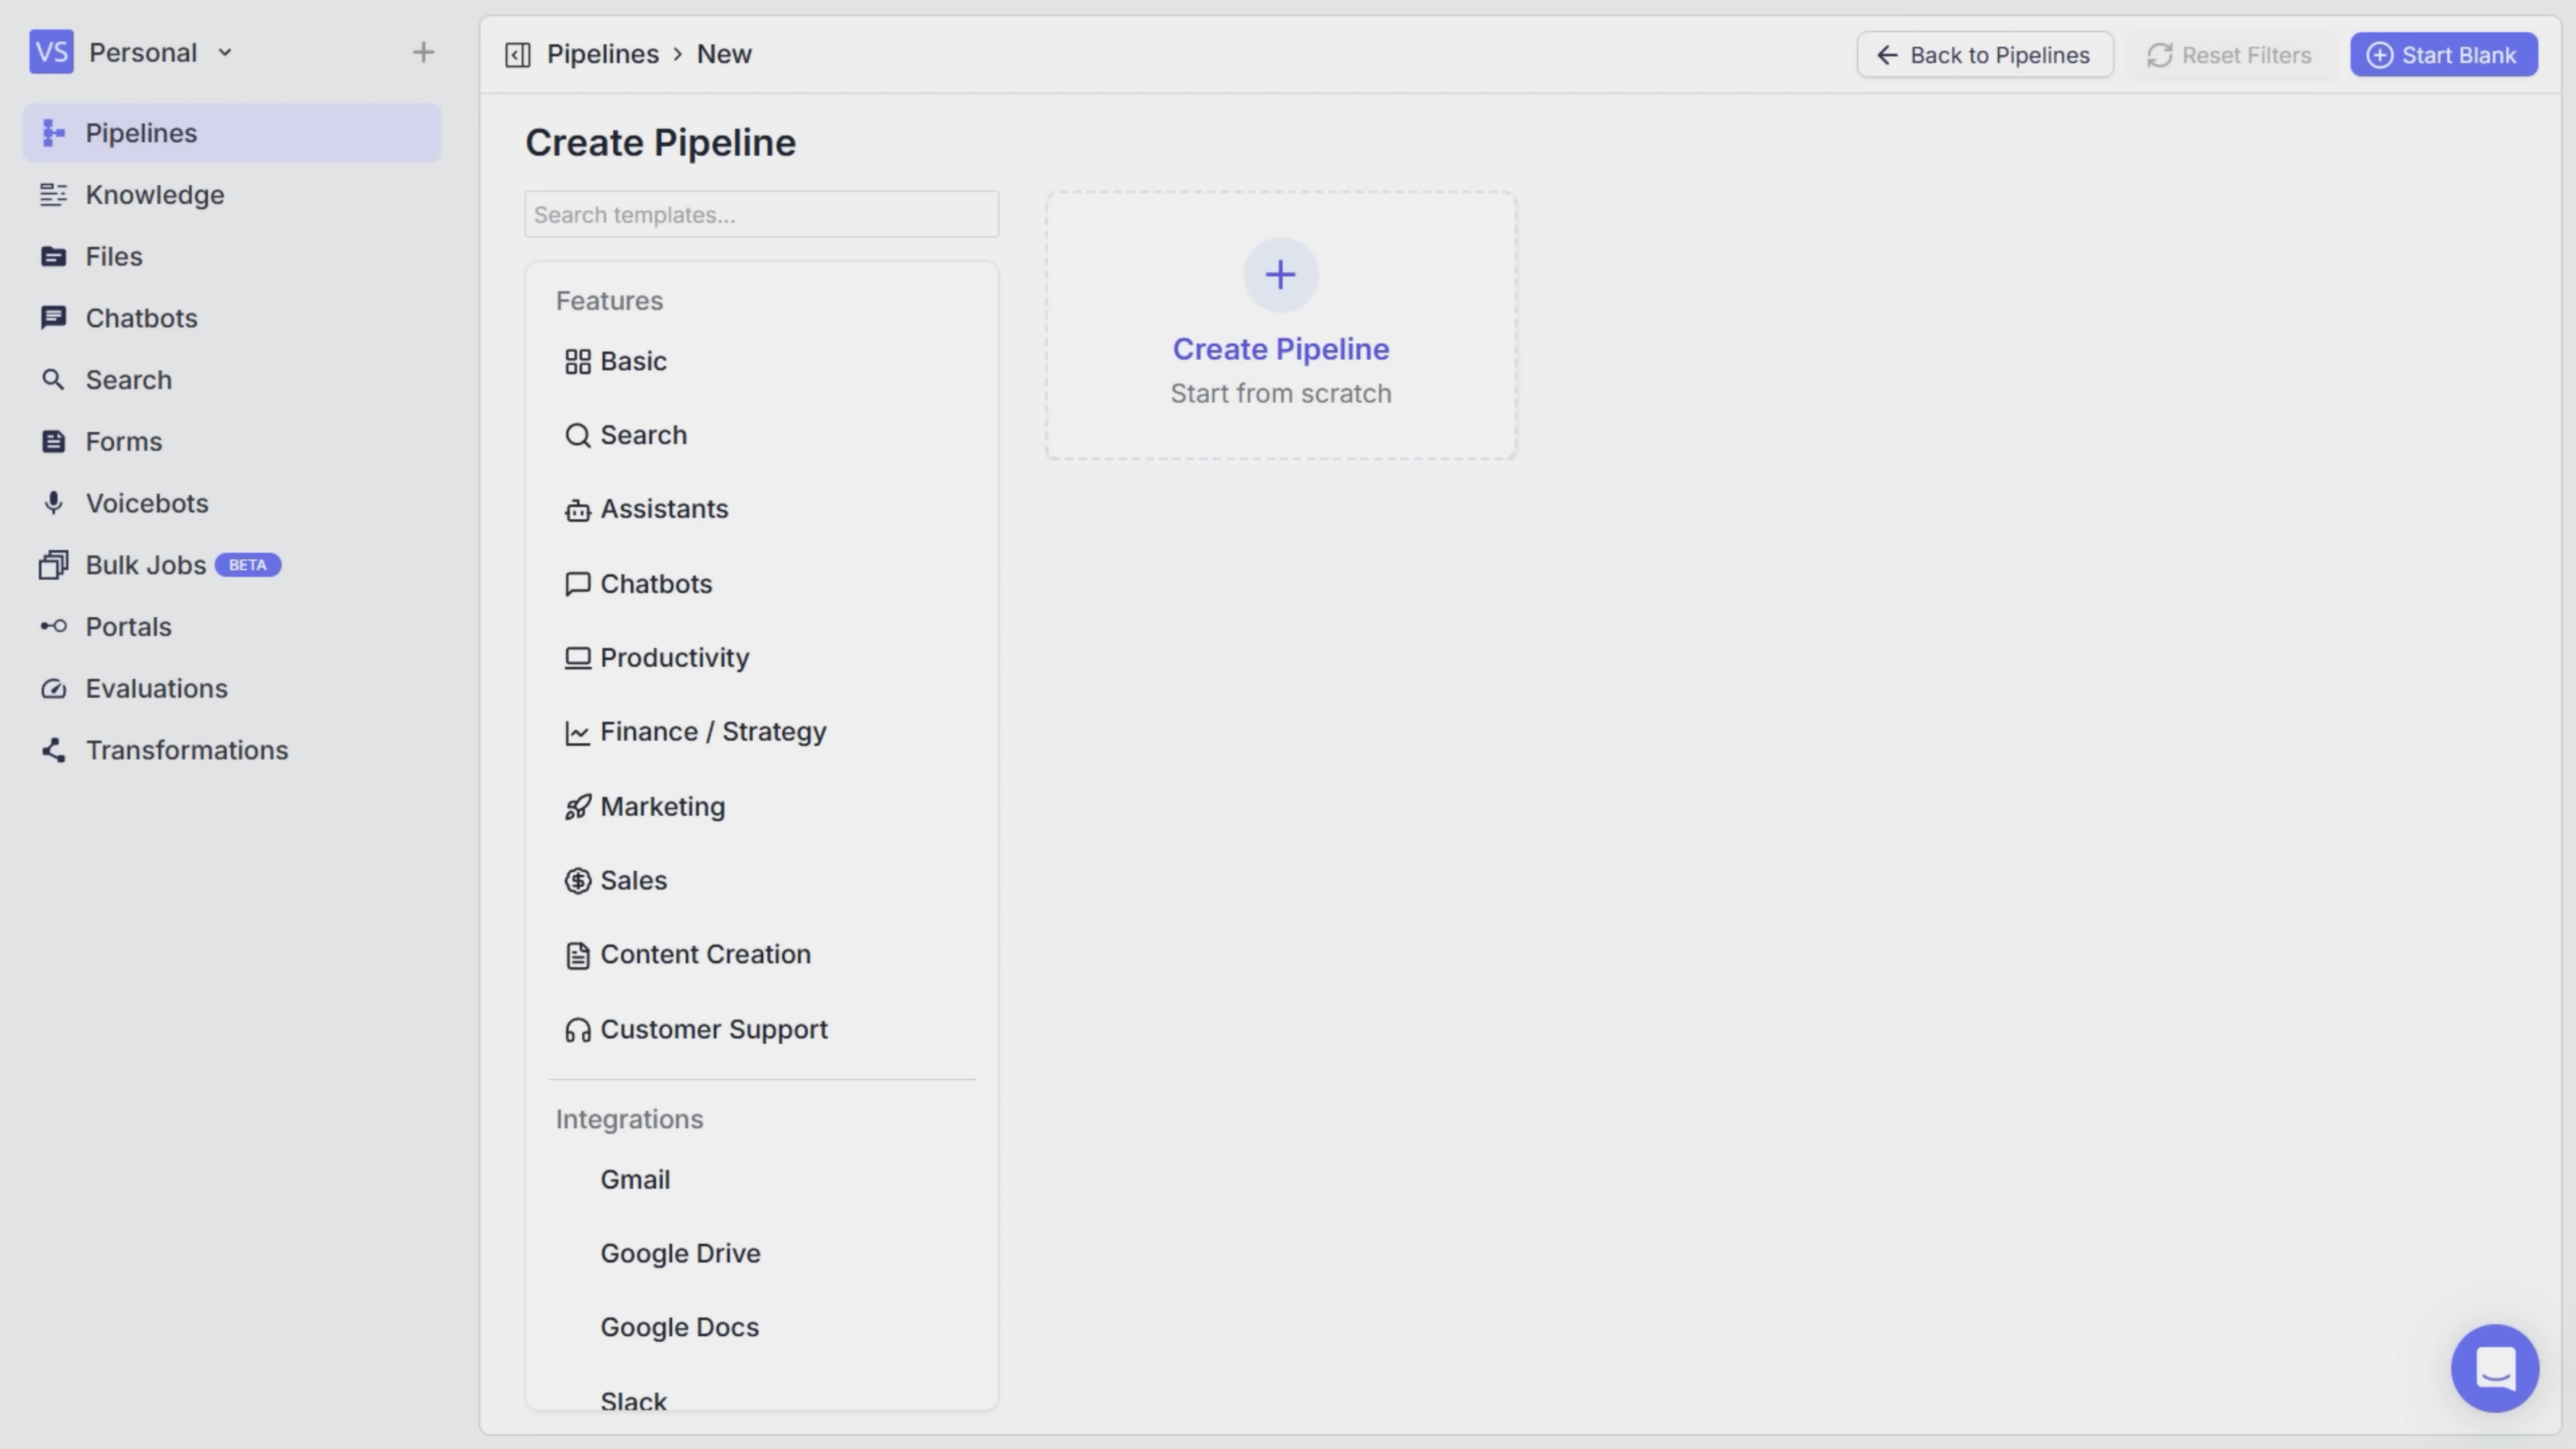 VS Personal
Pipelines
Knowledge
Files
Chatbots
Search
Forms
Voicebots
Bulk Jobs BETA
Portals
Evaluations
Transformations
Pipelines > New
Back to Pipelines
Reset Filters
Start Blank
Create Pipeline
Search templates...
Features
Basic
Search
Assistants
Chatbots
Productivity
Finance / Strategy
Marketing
Sales
Content Creation
Customer Support
Integrations
Gmail
Google Drive
Google Docs
Slack
Create Pipeline
Start from scratch